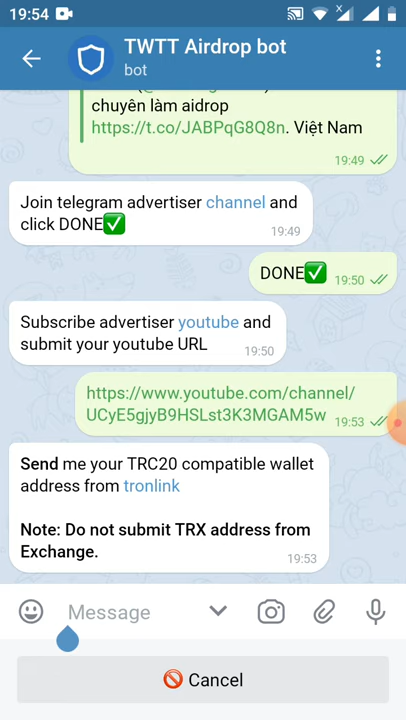 19:54
TWTT Airdrop bot
bot
chuyên làm aidrop
https://t.co/JABPqG8Q8n. Việt Nam
19:49
Join telegram advertiser channel and
click DONE✅
19:49
DONE✅
19:50
Subscribe advertiser youtube and
submit your youtube URL
19:50
https://www.youtube.com/channel/
UCyE5gjyB9HSLst3K3MGAM5w
19:53
Send me your TRC20 compatible wallet
address from tronlink
Note: Do not submit TRX address from
Exchange.
19:53
Message
🚫 Cancel